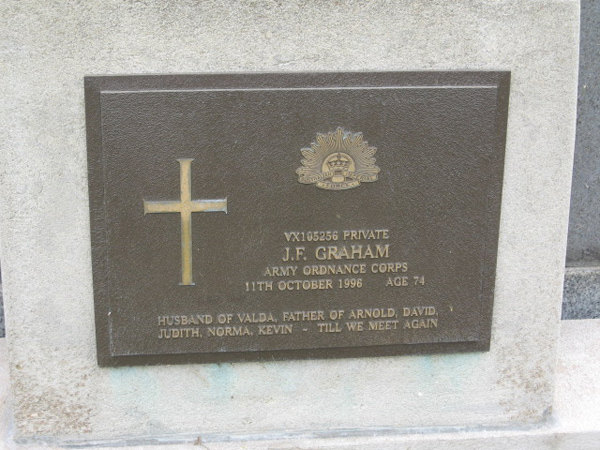 VX105256 PRIVATE
J.F. GRAHAM
ARMY ORDNANCE CORPS
11TH OCTOBER 1996 AGE 74
HUSBAND OF VALDA, FATHER OF ARNOLD, DAVID,
JUDITH, NORMA, KEVIN - TILL WE MEET AGAIN